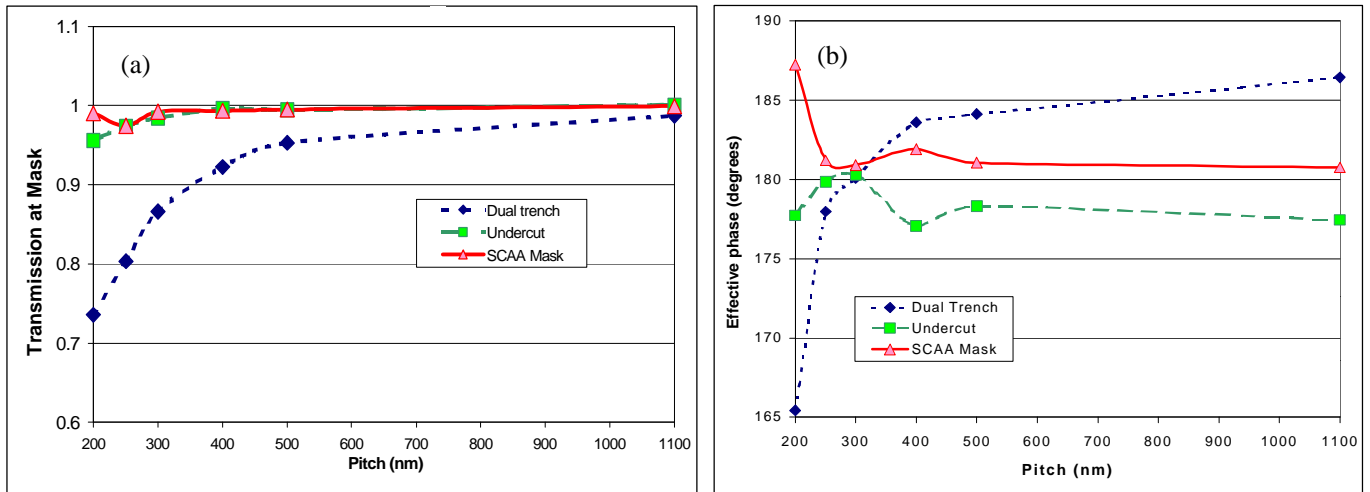 (a)
Transmission at Mask
1.1
1
0.9
0.8
0.7
0.6
200 300 400 500 600 700 800 900 1000 1100
Pitch (nm)
Dual trench
Undercut
SCAA Mask
(b)
Effective phase (degrees)
190
185
180
175
170
165
200 300 400 500 600 700 800 900 1000 1100
Pitch (nm)
Dual Trench
Undercut
SCAA Mask